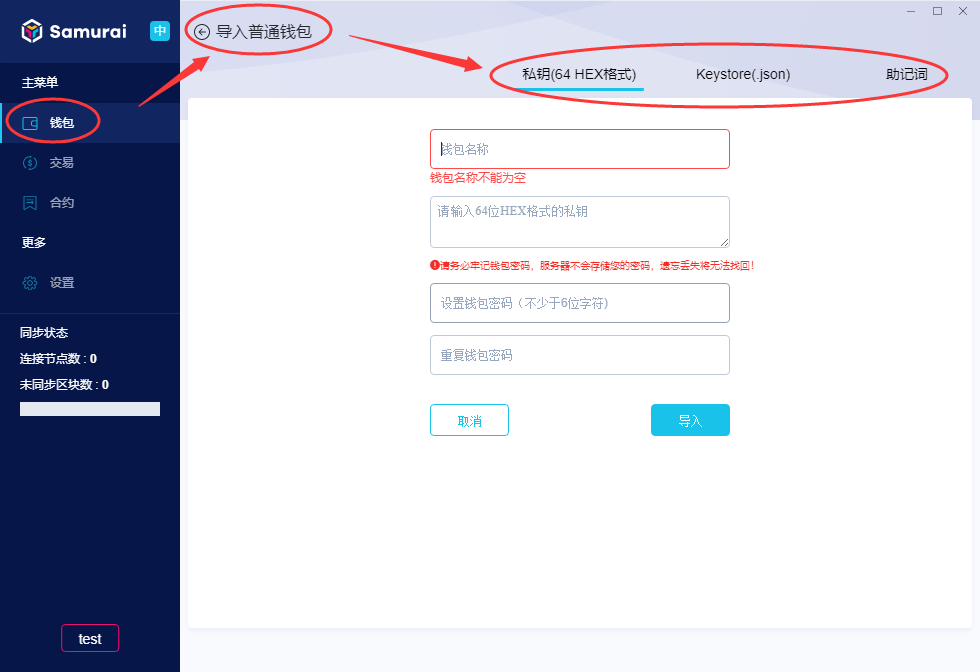 Samurai
中
主菜单
钱包
交易
合约
更多
设置
同步状态
连接节点数 : 0
未同步区块数 : 0
test
导入普通钱包
私钥(64 HEX格式)
Keystore(.json)
助记词
钱包名称
钱包名称不能为空
请输入64位HEX格式的私钥
请务必牢记钱包密码，服务器不会存储您的密码，遗忘丢失将无法找回！
设置钱包密码（不少于6位字符)
重复钱包密码
取消
导入